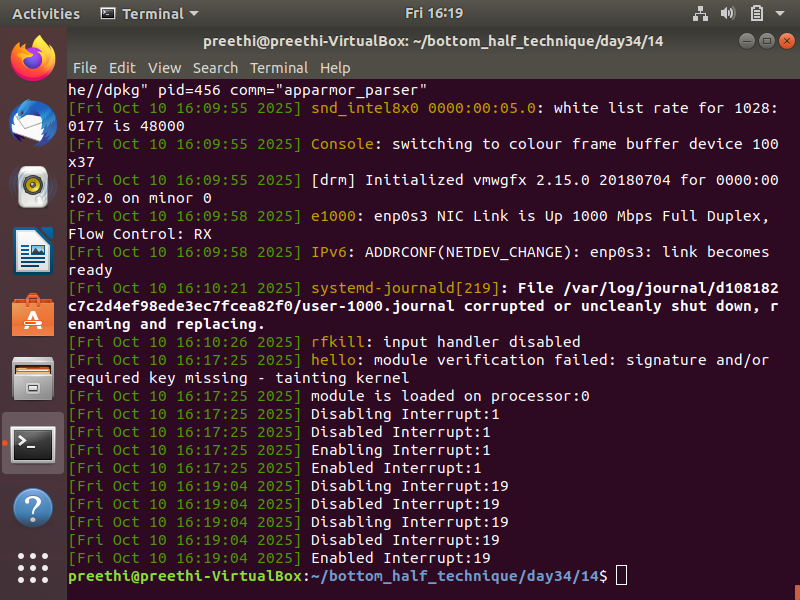 Activities Terminal Fri 16:19
preethi@preethi-VirtualBox: ~/bottom_half_technique/day34/14
File Edit View Search Terminal Help
he//dpkg" pid=456 comm="apparmor_parser"
[Fri Oct 10 16:09:55 2025] snd_intel8x0 0000:00:05.0: white list rate for 1028:
0177 is 48000
[Fri Oct 10 16:09:55 2025] Console: switching to colour frame buffer device 100
x37
[Fri Oct 10 16:09:55 2025] [drm] Initialized vmwgfx 2.15.0 20180704 for 0000:00
:02.0 on minor 0
[Fri Oct 10 16:09:58 2025] e1000: enp0s3 NIC Link is Up 1000 Mbps Full Duplex,
Flow Control: RX
[Fri Oct 10 16:09:58 2025] IPv6: ADDRCONF(NETDEV_CHANGE): enp0s3: link becomes
ready
[Fri Oct 10 16:10:21 2025] systemd-journald[219]: File /var/log/journal/d108182
c7c2d4ef98ede3ec7fcea82f0/user-1000.journal corrupted or uncleanly shut down, r
enaming and replacing.
[Fri Oct 10 16:10:26 2025] rfkill: input handler disabled
[Fri Oct 10 16:17:25 2025] hello: module verification failed: signature and/or
required key missing - tainting kernel
[Fri Oct 10 16:17:25 2025] module is loaded on processor:0
[Fri Oct 10 16:17:25 2025] Disabling Interrupt:1
[Fri Oct 10 16:17:25 2025] Disabled Interrupt:1
[Fri Oct 10 16:17:25 2025] Enabling Interrupt:1
[Fri Oct 10 16:17:25 2025] Enabled Interrupt:1
[Fri Oct 10 16:19:04 2025] Disabling Interrupt:19
[Fri Oct 10 16:19:04 2025] Disabled Interrupt:19
[Fri Oct 10 16:19:04 2025] Disabling Interrupt:19
[Fri Oct 10 16:19:04 2025] Disabled Interrupt:19
[Fri Oct 10 16:19:04 2025] Enabled Interrupt:19
preethi@preethi-VirtualBox:~/bottom_half_technique/day34/14$